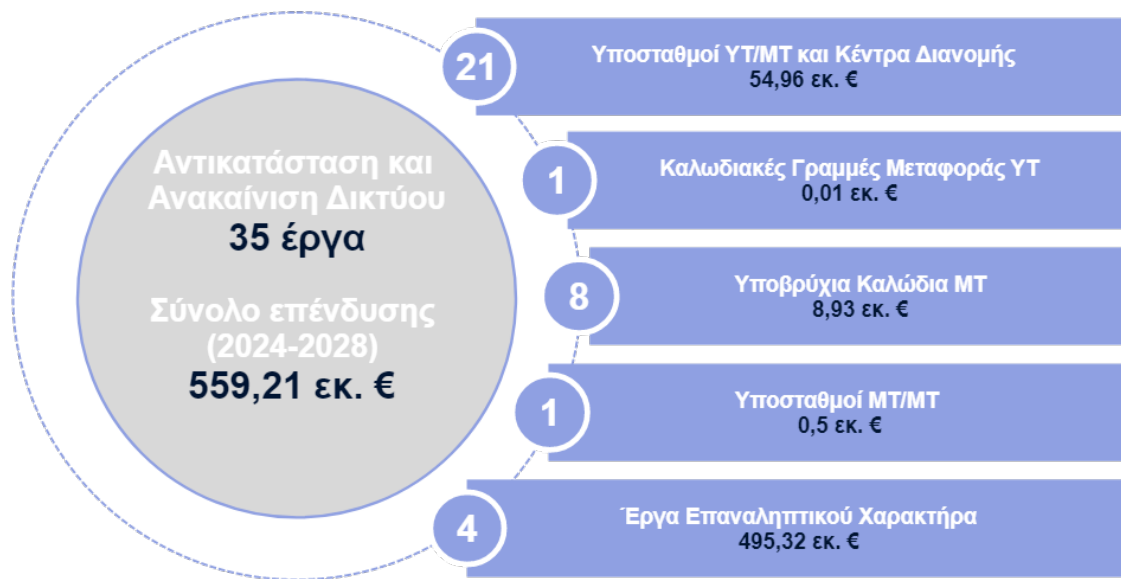 Αντικατάσταση και
Ανακαίνιση Δικτύου
35 έργα
Σύνολο επένδυσης
(2024-2028)
559,21 εκ. €
21
Υποσταθμοί ΥΤ/ΜΤ και Κέντρα Διανομής
54,96 εκ. €
1
Καλωδιακές Γραμμές Μεταφοράς ΥΤ
0,01 εκ. €
8
Υποβρύχια Καλώδια ΜΤ
8,93 εκ. €
1
Υποσταθμοί ΜΤ/ΜΤ
0,5 εκ. €
4
Έργα Επαναληπτικού Χαρακτήρα
495,32 εκ. €